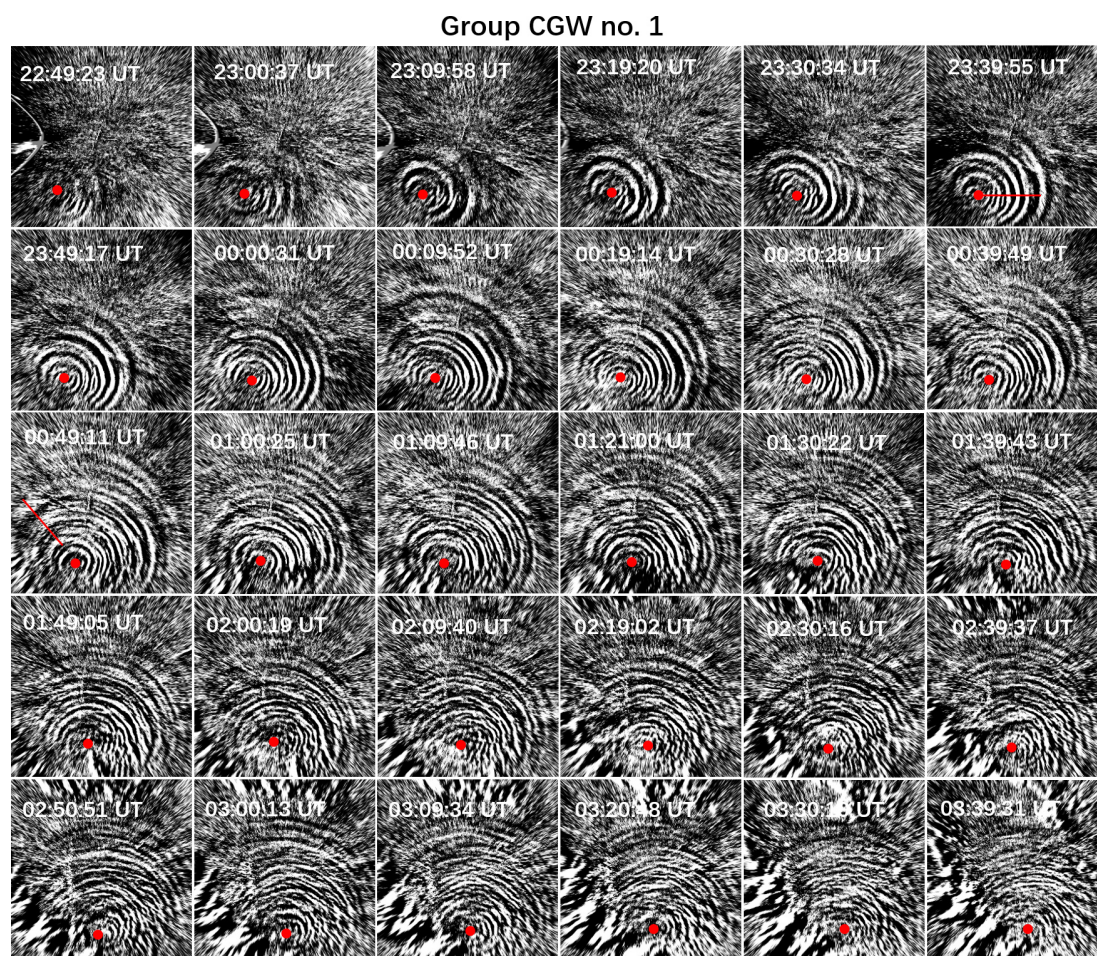 Group CGW no. 1
22:49:23 UT
23:00:37 UT
23:09:58 UT
23:19:20 UT
23:30:34 UT
23:39:55 UT
23:49:17 UT
00:00:31 UT
00:09:52 UT
00:19:14 UT
00:30:28 UT
00:39:49 UT
00:49:11 UT
01:00:25 UT
01:09:46 UT
01:21:00 UT
01:30:22 UT
01:39:43 UT
01:49:05 UT
02:00:19 UT
02:09:40 UT
02:19:02 UT
02:30:16 UT
02:39:37 UT
02:50:51 UT
03:00:13 UT
03:09:34 UT
03:20:48 UT
UT
03:39:31 UT